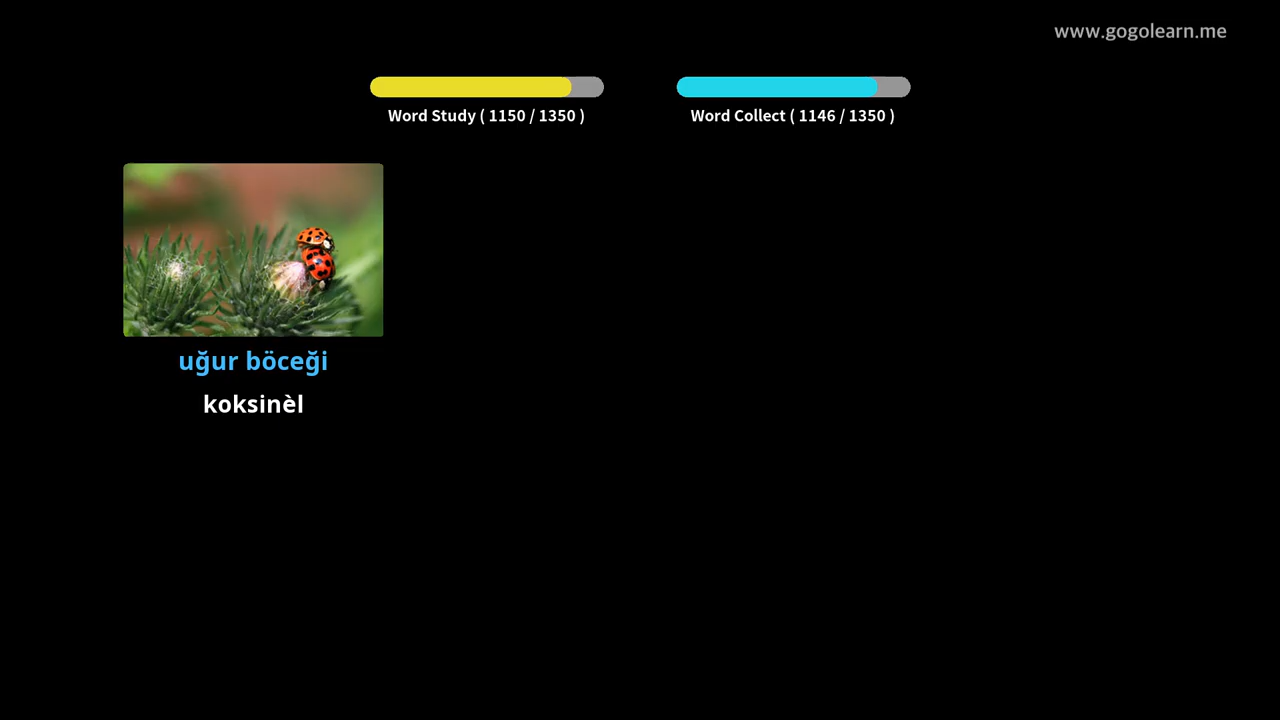 www.gogolearn.me
Word Study ( 1150 / 1350 )
Word Collect ( 1146 / 1350 )
uğur böceği
koksinèl